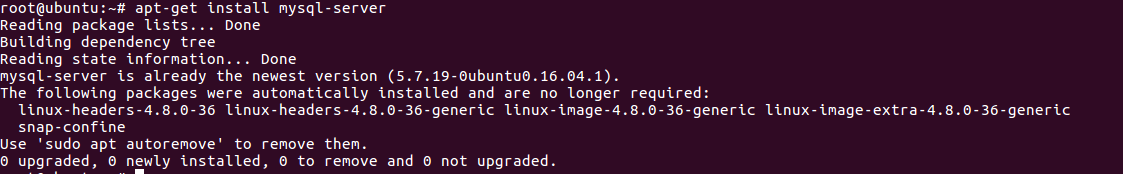 root@ubuntu:~# apt-get install mysql-server
Reading package lists... Done
Building dependency tree
Reading state information... Done
mysql-server is already the newest version (5.7.19-0ubuntu0.16.04.1).
The following packages were automatically installed and are no longer required:
  linux-headers-4.8.0-36 linux-headers-4.8.0-36-generic linux-image-4.8.0-36-generic linux-image-extra-4.8.0-36-generic
  snap-confine
Use 'sudo apt autoremove' to remove them.
0 upgraded, 0 newly installed, 0 to remove and 0 not upgraded.